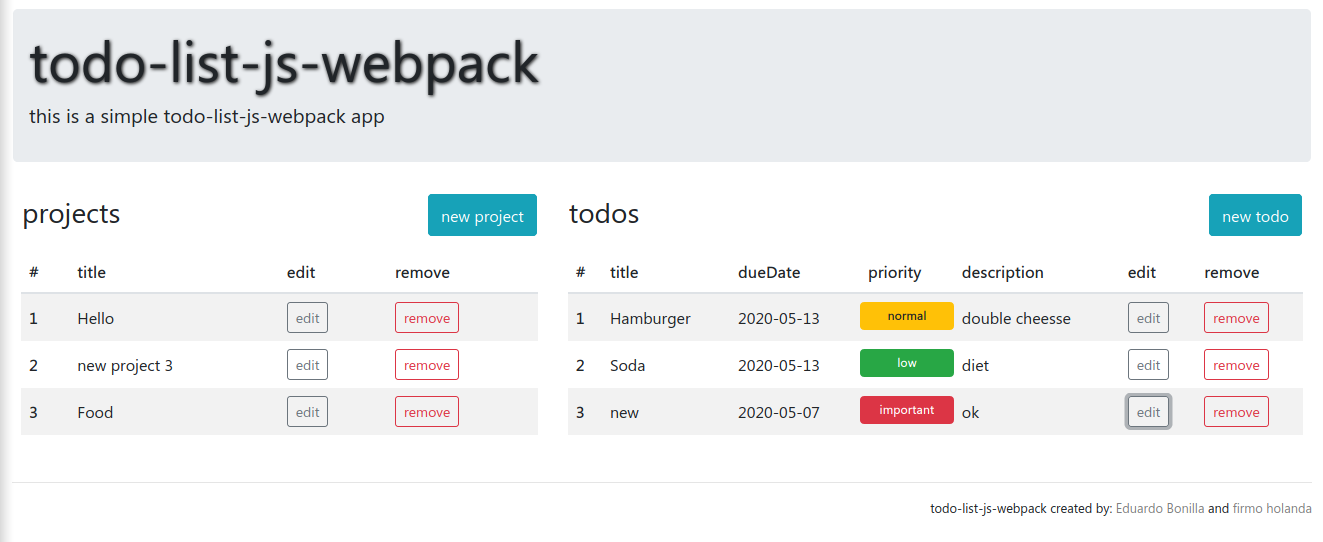 todo-list-js-webpack
this is a simple todo-list-js-webpack app
projects
new project
# title edit remove
1 Hello edit remove
2 new project 3 edit remove
3 Food edit remove
todos
new todo
# title dueDate priority description edit remove
1 Hamburger 2020-05-13 normal double cheesse edit remove
2 Soda 2020-05-13 low diet edit remove
3 new 2020-05-07 important ok edit remove
todo-list-js-webpack created by: Eduardo Bonilla and firmo holanda